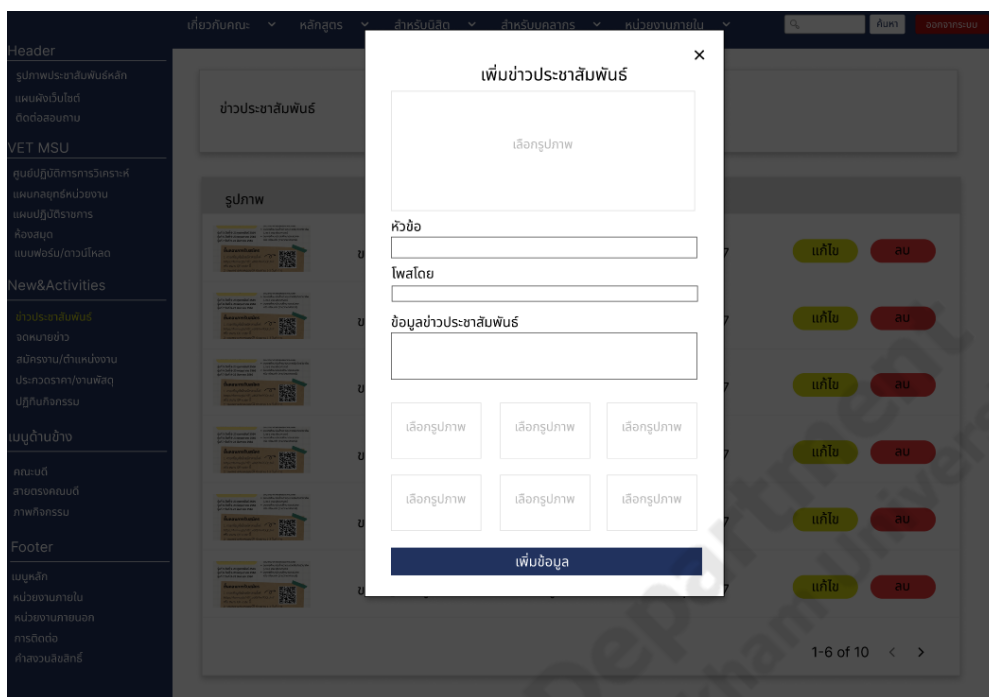 เกี่ยวกับคณะ หลักสูตร สำหรับนิสิต สำหรับบุคลากร หน่วยงานภายใน ค้นหา ออกจากระบบ
Header
รูปภาพประชาสัมพันธ์หลัก
แผนผังเว็บไซต์
ติดต่อสอบถาม
VET MSU
ศูนย์ปฏิบัติการการวิเคราะห์
แผนกลยุทธ์หน่วยงาน
แผนปฏิบัติราชการ
ห้องสมุด
แบบฟอร์ม/ดาวน์โหลด
New&Activities
ข่าวประชาสัมพันธ์
จดหมายข่าว
สมัครงาน/ตำแหน่งงาน
ประกวดราคา/งานพัสดุ
ปฏิทินกิจกรรม
เมนูด้านข้าง
คณะบดี
สายตรงคณบดี
ภาพกิจกรรม
Footer
เมนูหลัก
หน่วยงานภายใน
หน่วยงานภายนอก
การติดต่อ
คำสงวนลิขสิทธิ์
ข่าวประชาสัมพันธ์
รูปภาพ
แก้ไข ลบ
แก้ไข ลบ
แก้ไข ลบ
แก้ไข ลบ
แก้ไข ลบ
แก้ไข ลบ
1-6 of 10
เพิ่มข่าวประชาสัมพันธ์
เลือกรูปภาพ
หัวข้อ
โพสโดย
ข้อมูลข่าวประชาสัมพันธ์
เลือกรูปภาพ เลือกรูปภาพ เลือกรูปภาพ
เลือกรูปภาพ เลือกรูปภาพ เลือกรูปภาพ
เพิ่มข้อมูล
Department